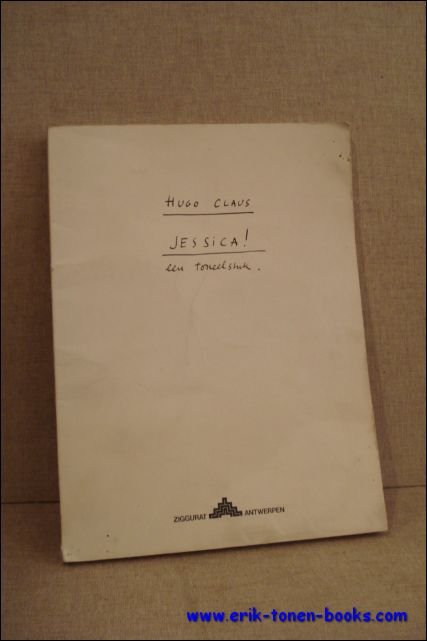 HUGO CLAUS
JESSICA!
een toneelstuk.
ZIGGURAT ANTWERPEN
www.erik-tonen-books.com